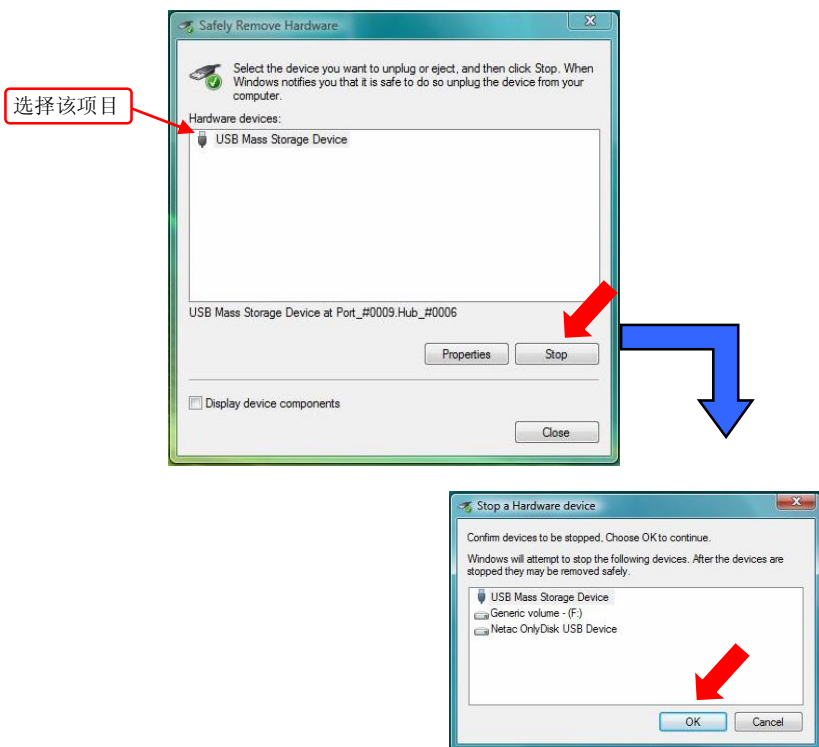 Safely Remove Hardware
Select the device you want to unplug or eject, and then click Stop. When
Windows notifies you that it is safe to do so unplug the device from your
computer.
选择该项目
Hardware devices:
USB Mass Storage Device
USB Mass Storage Device at Port_#0009.Hub_#0006
Properties
Stop
Display device components
Close
Stop a Hardware device
Confirm devices to be stopped, Choose OK to continue.
Windows will attempt to stop the following devices. After the devices are
stopped they may be removed safely.
USB Mass Storage Device
Generic volume - (F:)
Netac OnlyDisk USB Device
OK
Cancel